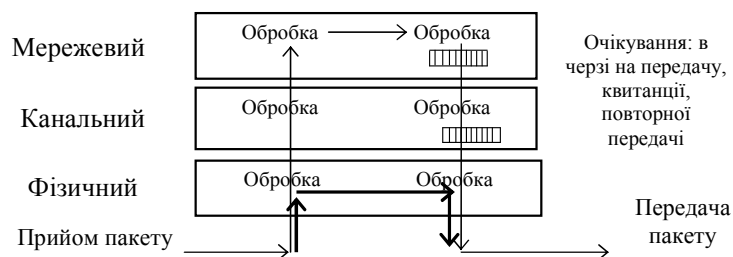 Мережевий
Обробка
Обробка
Очікування: в
черзі на передачу,
квитанції,
повторної
передачі
Канальний
Обробка
Обробка
Фізичний
Обробка
Обробка
Прийом пакету
Передача
пакету